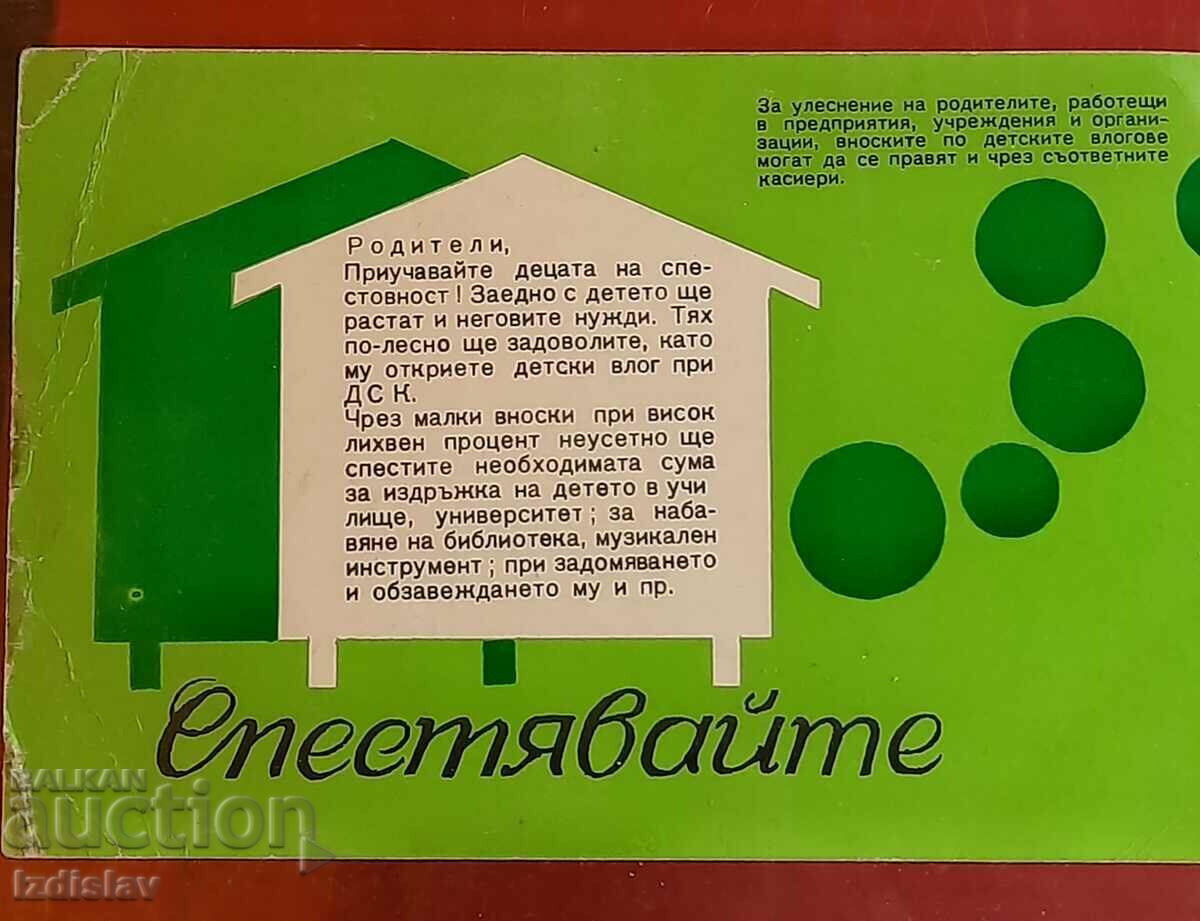 За улеснение на родителите, работещи
в предприятия, учреждения и органи-
зации, вноските по детските влогове
могат да се правят и чрез съответните
касиери.
Родители,
Приучавайте децата на спе-
стовност! Заедно с детето ще
растат и неговите нужди. Тях
по-лесно ще задоволите, като
му откриете детски влог при
ДСК.
Чрез малки вноски при висок
лихвен процент неусетно ще
спестите необходимата сума
за издръжка на детето в учи
лище, университет; за наба-
вяне на библиотека, музикален
инструмент; при задомяването
и обзавеждането му и пр.
Спестявайте
BALKAN
auction
Izdislav